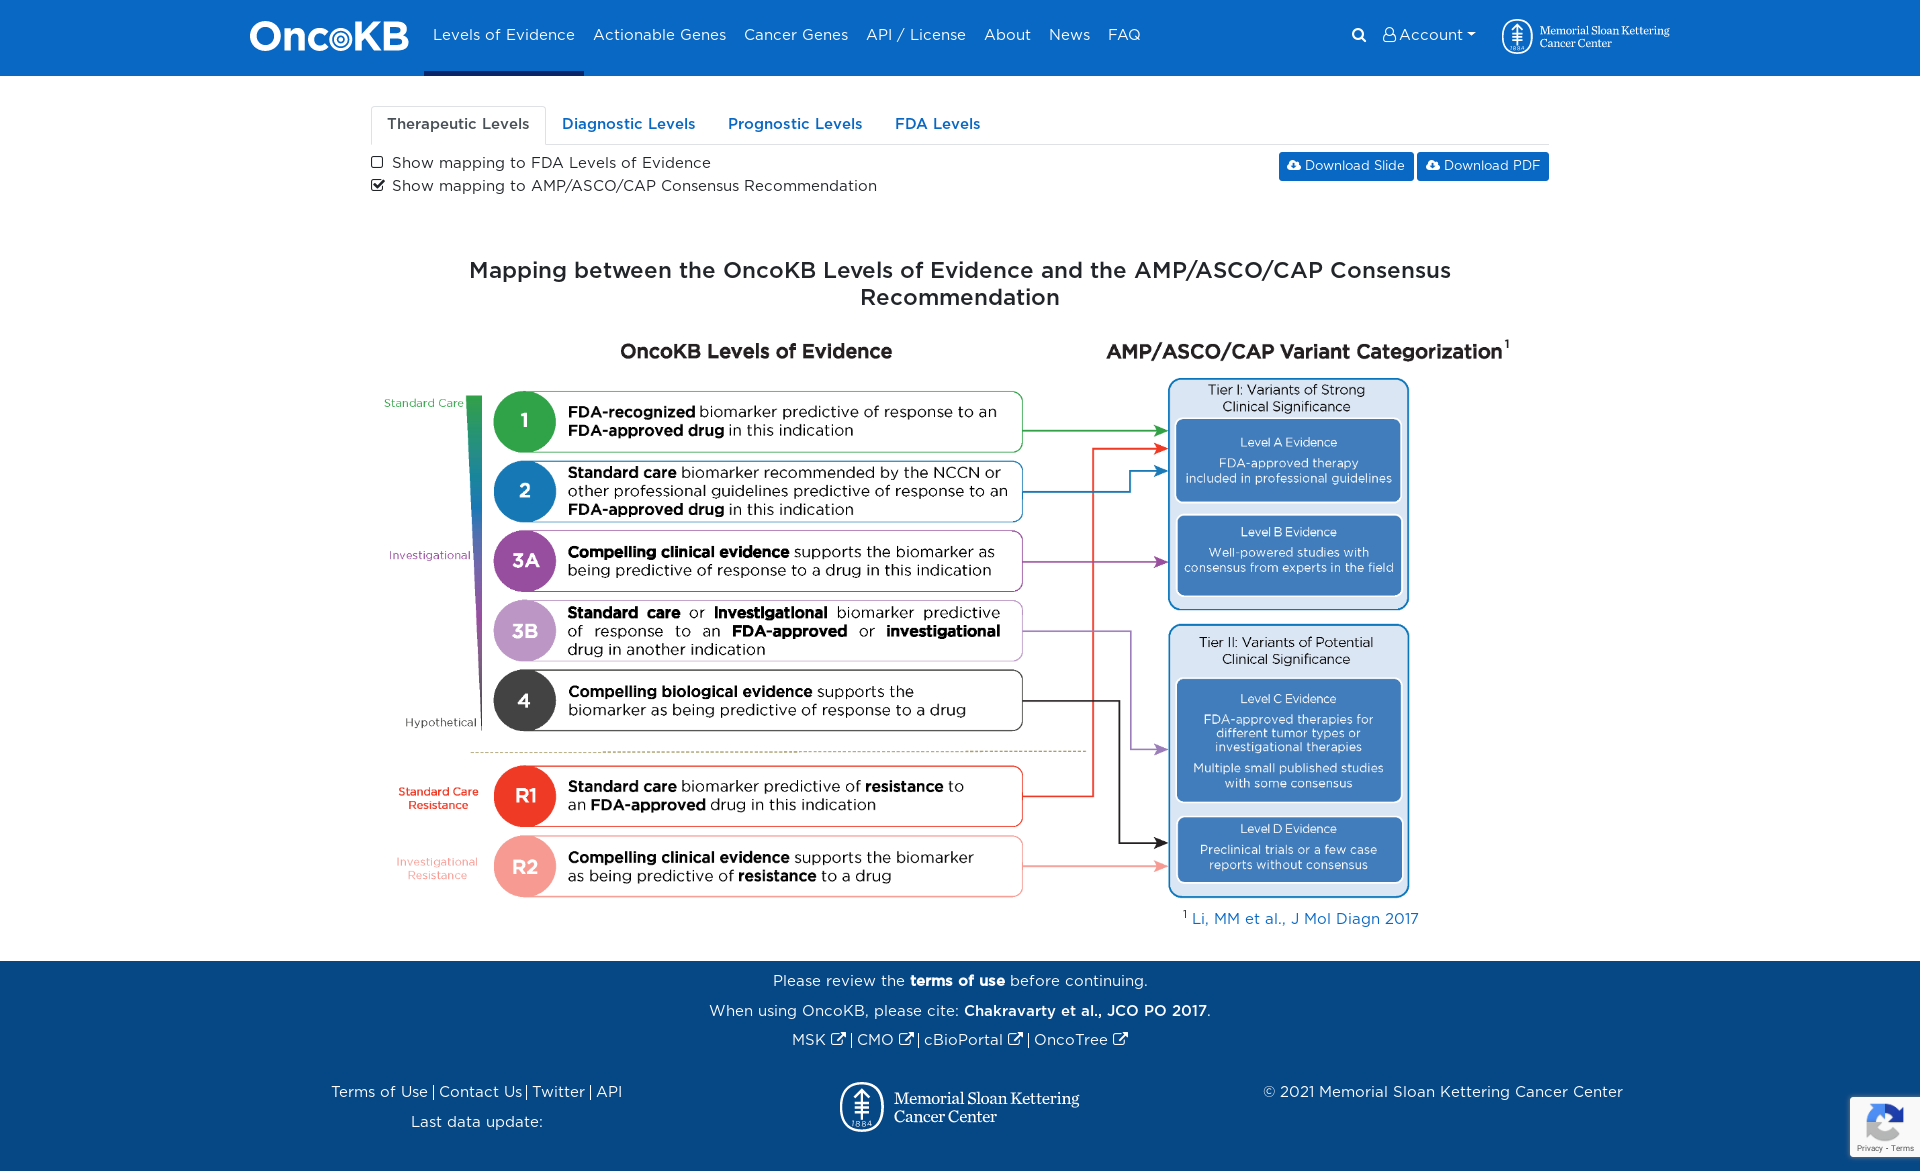 OncoKB
Levels of Evidence
Actionable Genes
Cancer Genes
API / License
About
News
FAQ
Account
1884
Memorial Sloan Kettering
Cancer Center
Therapeutic Levels
Diagnostic Levels
Prognostic Levels
FDA Levels
Show mapping to FDA Levels of Evidence
Show mapping to AMP/ASCO/CAP Consensus Recommendation
Download Slide
Download PDF
Mapping between the OncoKB Levels of Evidence and the AMP/ASCO/CAP Consensus
Recommendation
OncoKB Levels of Evidence
Standard Care
1
FDA-recognized biomarker predictive of response to an
FDA-approved drug in this indication
2
Standard care biomarker recommended by the NCCN or
other professional guidelines predictive of response to an
FDA-approved drug in this indication
Investigational
3A
Compelling clinical evidence supports the biomarker as
being predictive of response to a drug in this indication
3B
Standard care or investigational biomarker predictive
of response to an FDA-approved or investigational
drug in another indication
Hypothetical
4
Compelling biological evidence supports the
biomarker as being predictive of response to a drug
Standard Care
Resistance
R1
Standard care biomarker predictive of resistance to
an FDA-approved drug in this indication
Investigational
Resistance
R2
Compelling clinical evidence supports the biomarker
as being predictive of resistance to a drug
AMP/ASCO/CAP Variant Categorization 1
Tier I: Variants of Strong
Clinical Significance
Level A Evidence
FDA-approved therapy
included in professional guidelines
Level B Evidence
Well-powered studies with
consensus from experts in the field
Tier II: Variants of Potential
Clinical Significance
Level C Evidence
FDA-approved therapies for
different tumor types or
investigational therapies
Multiple small published studies
with some consensus
Level D Evidence
Preclinical trials or a few case
reports without consensus
1 Li, MM et al., J Mol Diagn 2017
Please review the terms of use before continuing.
When using OncoKB, please cite: Chakravarty et al., JCO PO 2017.
MSK | CMO | cBioPortal | OncoTree
Terms of Use | Contact Us | Twitter | API
Last data update:
1884
Memorial Sloan Kettering
Cancer Center
© 2021 Memorial Sloan Kettering Cancer Center
Privacy - Terms